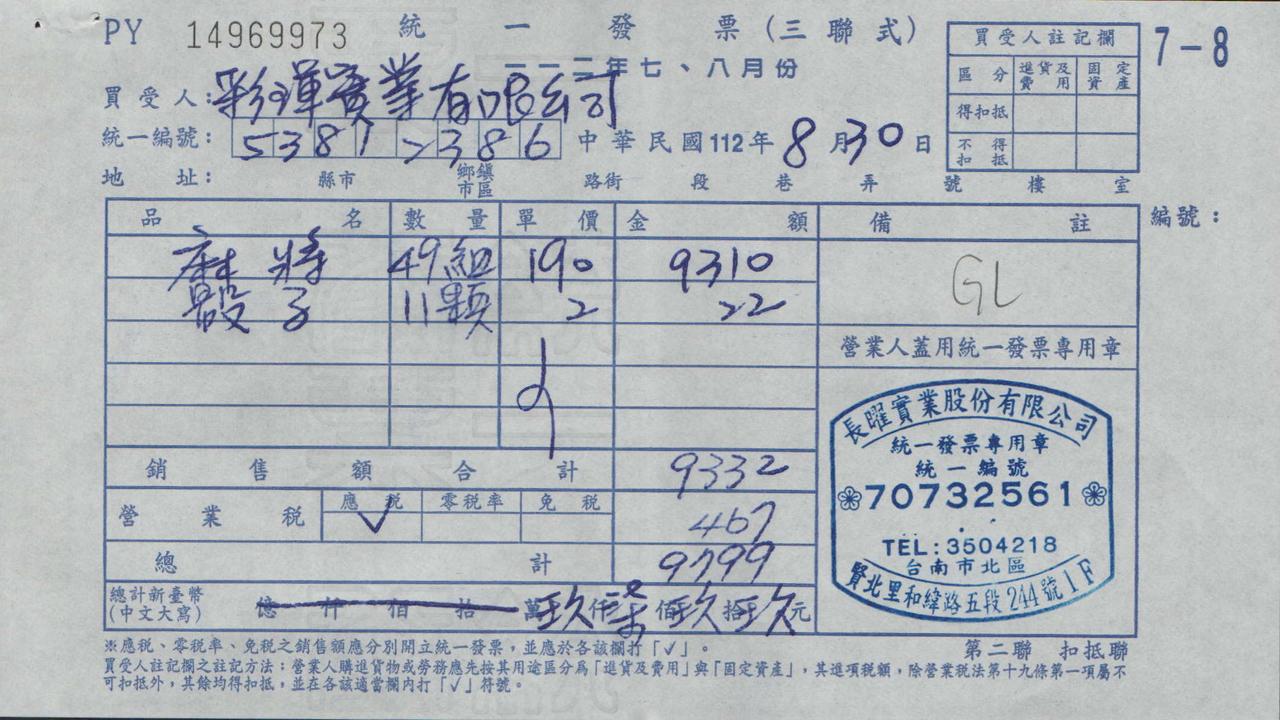 PY 14969973 統一發票(三聯式)
一一二年七、八月份
7-8
買受人註記欄
區分 進貨及費用 固定資產
得扣抵
不得扣抵
買受人:彩琿實業有限公司
統一編號:53872386 中華民國112年8月30日
地址: 縣市 鄉鎮市區 路街 段 巷 弄 號 樓 室
品名 數量 單價 金額 備註 編號:
麻將 49組 190 9310
骰子 11顆 2 22
GL
營業人蓋用統一發票專用章
長曜實業股份有限公司
統一發票專用章
統一編號
70732561
TEL:3504218
台南市北區
賢北里和緯路五段244號1F
銷售額合計 9332
營業稅 應稅 ✓ 零稅率 免稅 467
總計 9799
總計新臺幣(中文大寫) 億仟佰拾萬玖仟柒佰玖拾玖元
※應稅、零稅率、免稅之銷售額應分別開立統一發票,並應於各該欄打「✓」。
第二聯 扣抵聯
買受人註記欄之註記方法:營業人購進貨物或勞務應先按其用途區分為「進貨及費用」與「固定資產」,其進項稅額,除營業稅法第十九條第一項屬不
可扣抵外,其餘均得扣抵,並在各該適當欄內打「✓」符號。